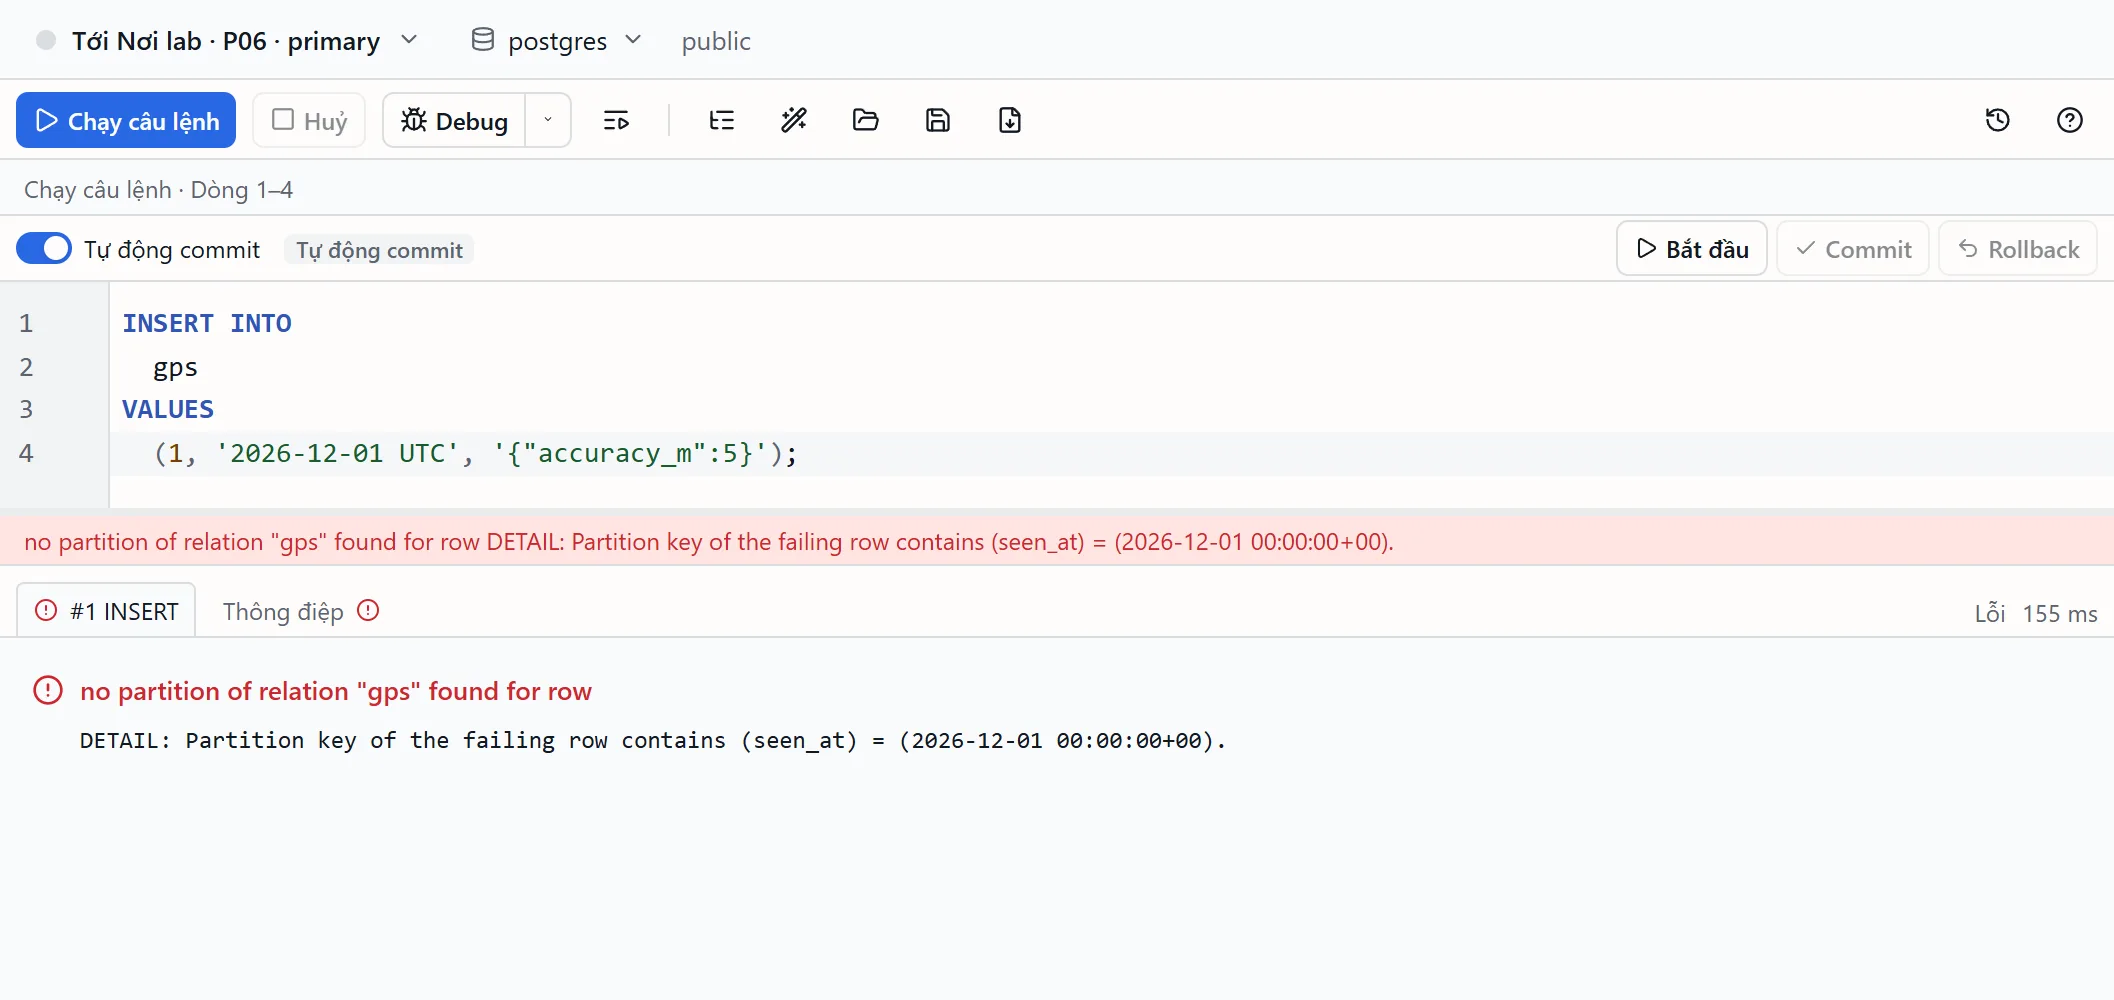 Tới Nơi lab · P06 · primary postgres public
Chạy câu lệnh Huỷ Debug
Chạy câu lệnh · Dòng 1–4
Tự động commit Tự động commit Bắt đầu Commit Rollback
1 INSERT INTO
2 gps
3 VALUES
4 (1, '2026-12-01 UTC', '{"accuracy_m":5}');
no partition of relation "gps" found for row DETAIL: Partition key of the failing row contains (seen_at) = (2026-12-01 00:00:00+00).
#1 INSERT Thông điệp Lỗi 155 ms
no partition of relation "gps" found for row
DETAIL: Partition key of the failing row contains (seen_at) = (2026-12-01 00:00:00+00).